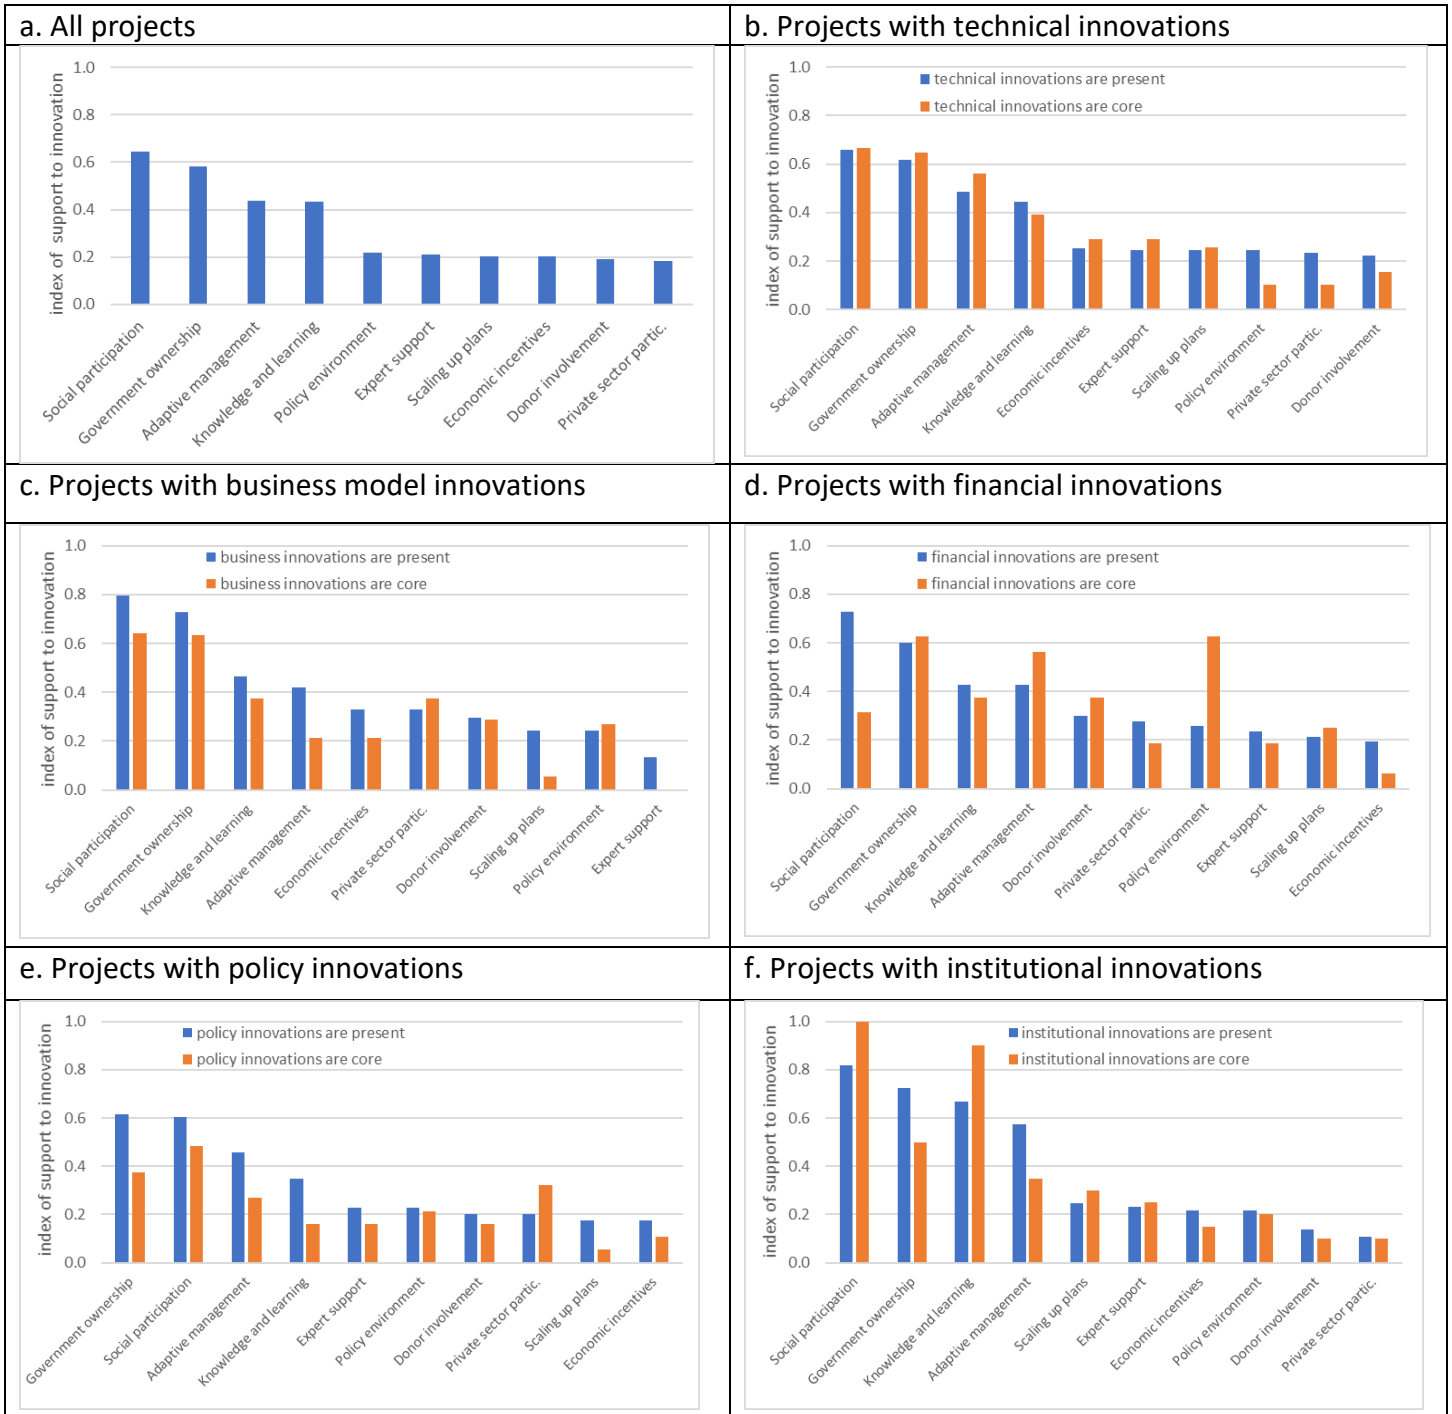 a. All projects
index of support to innovation
1.0
0.8
0.6
0.4
0.2
0.0
Social participation
Government ownership
Adaptive management
Knowledge and learning
Policy environment
Expert support
Scaling up plans
Economic incentives
Donor involvement
Private sector partic.
b. Projects with technical innovations
index of support to innovation
1.0
0.8
0.6
0.4
0.2
0.0
technical innovations are present
technical innovations are core
Social participation
Government ownership
Adaptive management
Knowledge and learning
Economic incentives
Expert support
Scaling up plans
Policy environment
Private sector partic.
Donor involvement
c. Projects with business model innovations
index of support to innovation
1.0
0.8
0.6
0.4
0.2
0.0
business innovations are present
business innovations are core
Social participation
Government ownership
Knowledge and learning
Adaptive management
Economic incentives
Private sector partic.
Donor involvement
Scaling up plans
Policy environment
Expert support
d. Projects with financial innovations
index of support to innovation
1.0
0.8
0.6
0.4
0.2
0.0
financial innovations are present
financial innovations are core
Social participation
Government ownership
Knowledge and learning
Adaptive management
Donor involvement
Private sector partic.
Policy environment
Expert support
Scaling up plans
Economic incentives
e. Projects with policy innovations
index of support to innovation
1.0
0.8
0.6
0.4
0.2
0.0
policy innovations are present
policy innovations are core
Government ownership
Social participation
Adaptive management
Knowledge and learning
Expert support
Policy environment
Donor involvement
Private sector partic.
Scaling up plans
Economic incentives
f. Projects with institutional innovations
index of support to innovation
1.0
0.8
0.6
0.4
0.2
0.0
institutional innovations are present
institutional innovations are core
Social participation
Government ownership
Knowledge and learning
Adaptive management
Scaling up plans
Expert support
Economic incentives
Policy environment
Donor involvement
Private sector partic.